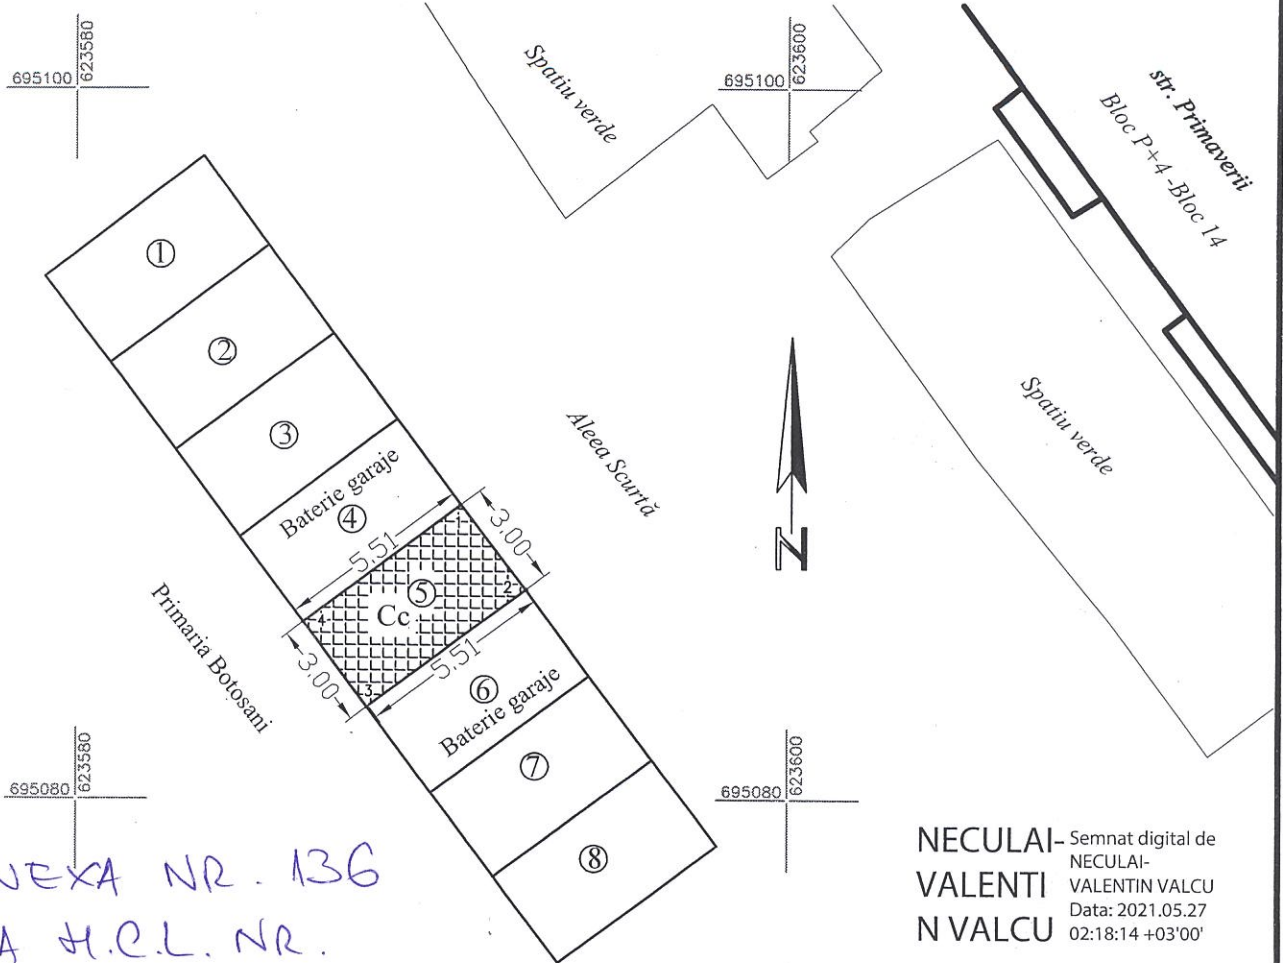 623580
695100
Spatiu verde
623600
695100
str. Primaverii
Bloc P+4 -Bloc 14
1
2
3
Baterie garaje
4
Aleea Scurtă
Spatiu verde
N
5.51
1
3.00
5
2
Cc
4
3
3.00
5.51
6
Baterie garaje
Primaria Botosani
7
8
623580
695080
623600
695080
NR. 136
H.C.L. NR.
NECULAI-
VALENTI
N VALCU
Semnat digital de
NECULAI-
VALENTIN VALCU
Data: 2021.05.27
02:18:14 +03'00'